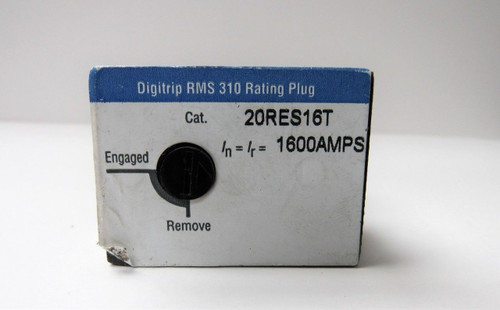 Digitrip RMS 310 Rating Plug
Cat. 20RES16T
Engaged
In = Ir = 1600AMPS
Remove